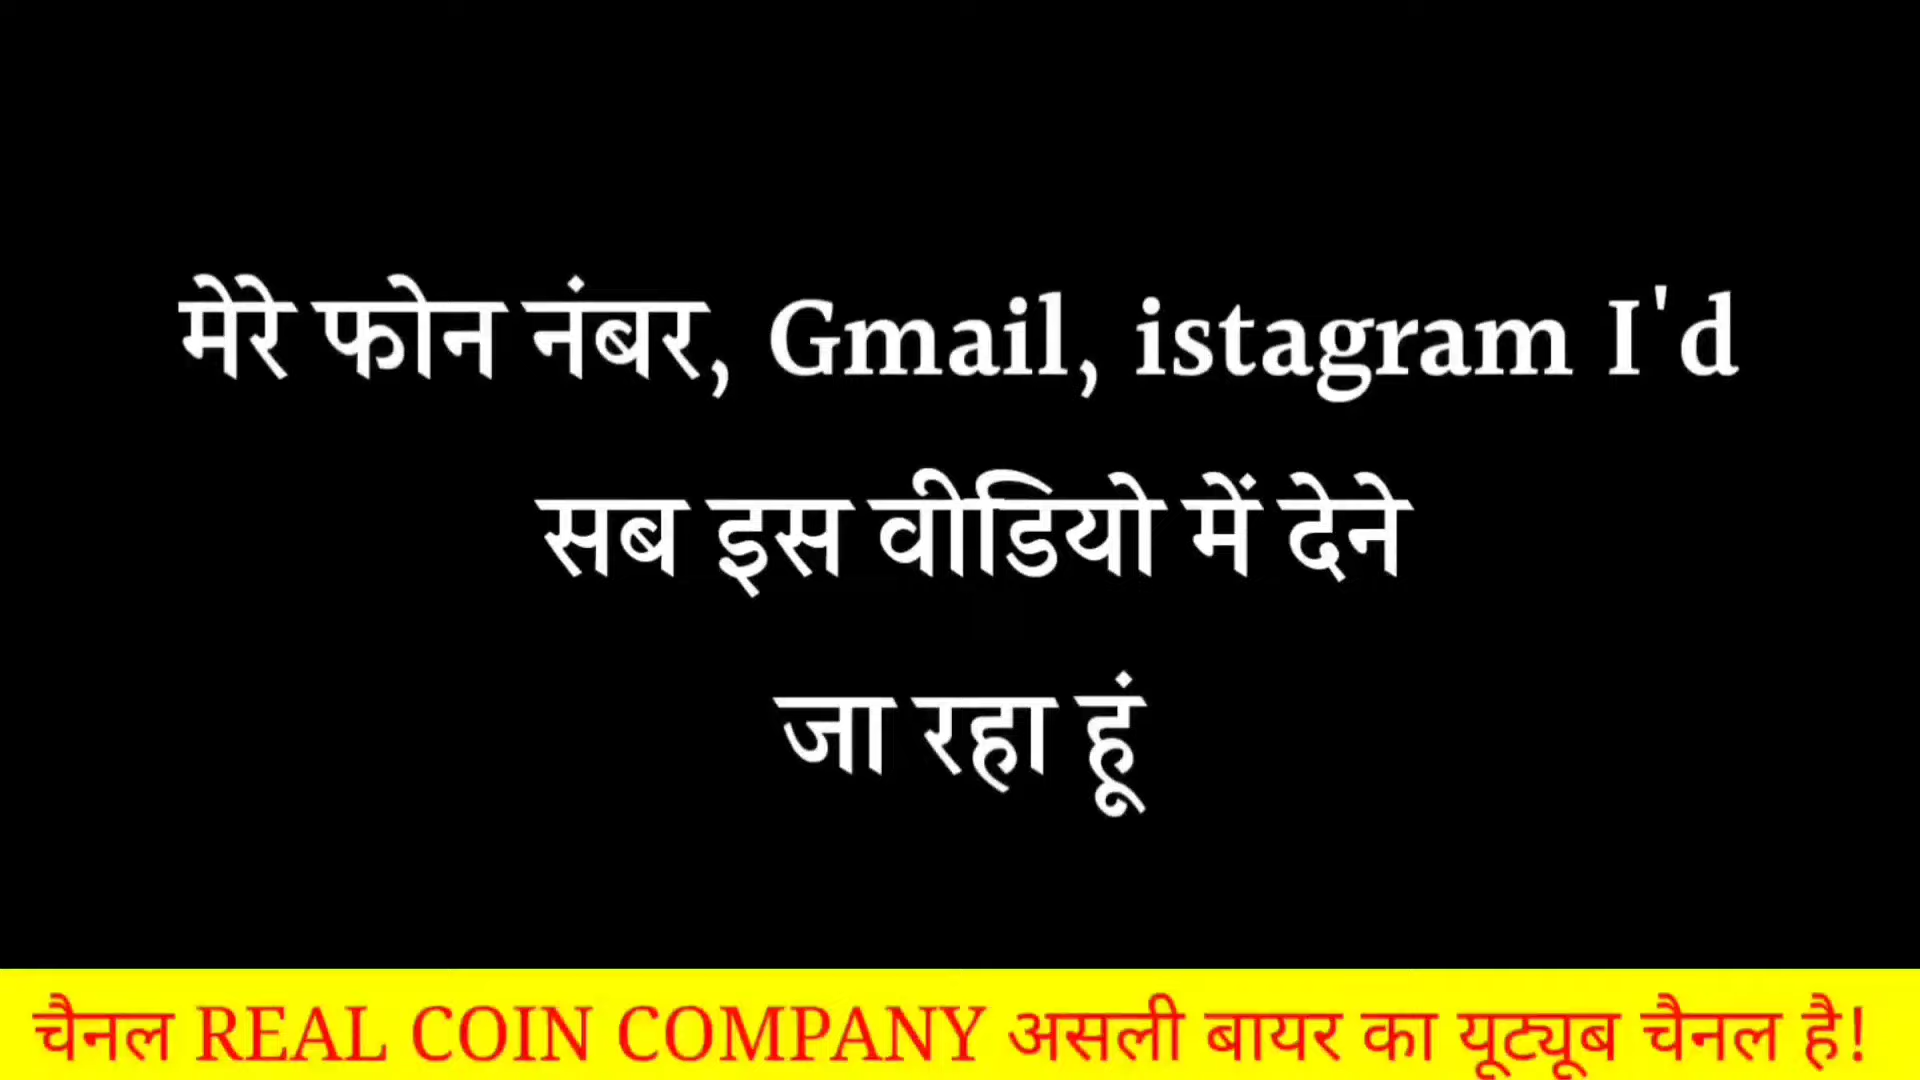 मेरे फोन नंबर, Gmail, istagram I'd
सब इस वीडियो में देने
जा रहा हूं
चैनल REAL COIN COMPANY असली बायर का यूट्यूब चैनल है!